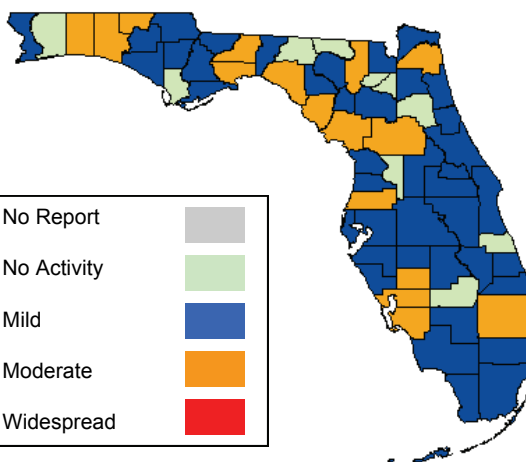 No Report
No Activity
Mild
Moderate
Widespread